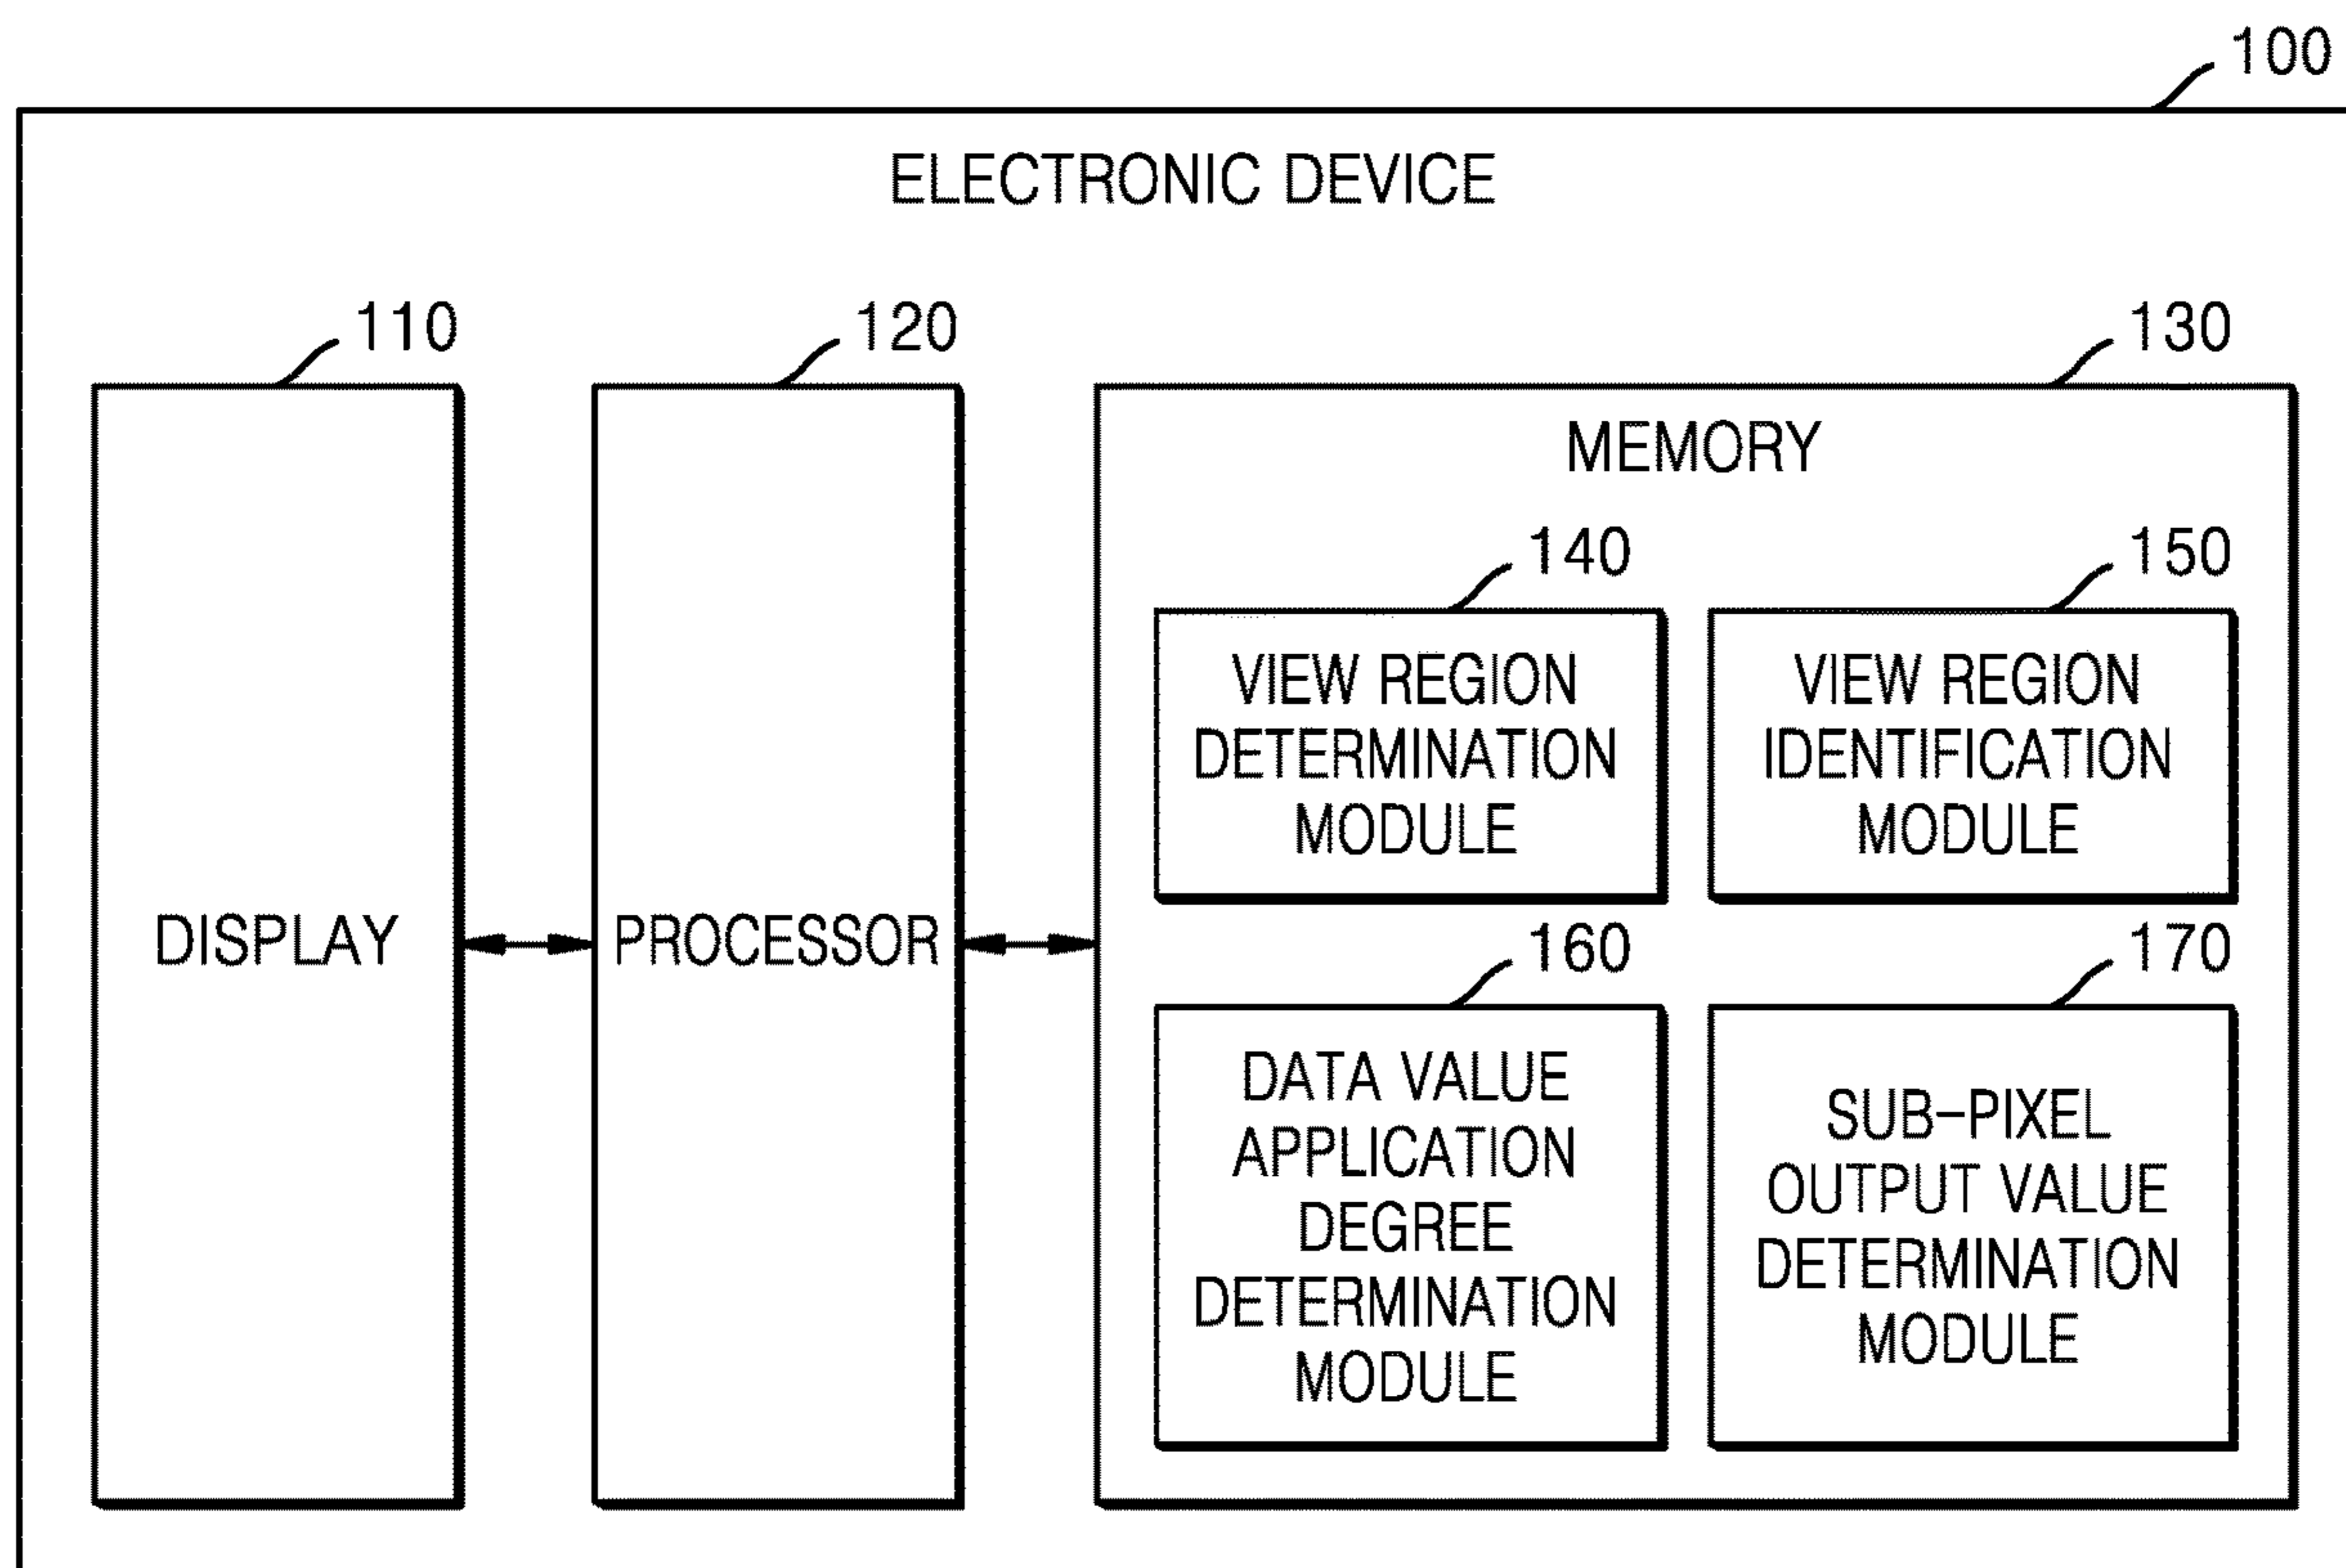 100
ELECTRONIC DEVICE
110
120
130
DISPLAY
PROCESSOR
MEMORY
140
VIEW REGION
DETERMINATION
MODULE
150
VIEW REGION
IDENTIFICATION
MODULE
160
DATA VALUE
APPLICATION
DEGREE
DETERMINATION
MODULE
170
SUB-PIXEL
OUTPUT VALUE
DETERMINATION
MODULE